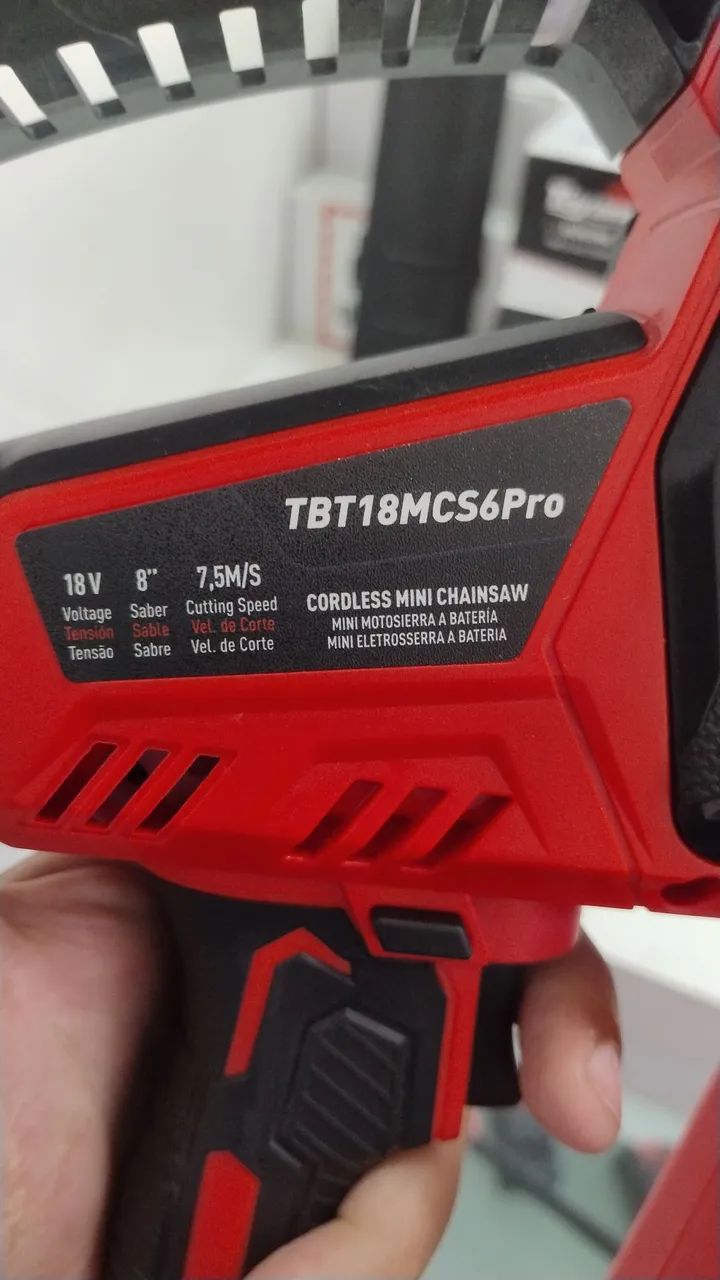 TBT18MCS6Pro
18V 8" 7,5M/S
Voltage Saber Cutting Speed
Tensión Sable Vel. de Corte
Tensão Sabre Vel. de Corte
CORDLESS MINI CHAINSAW
MINI MOTOSIERRA A BATERÍA
MINI ELETROSSERRA A BATERIA